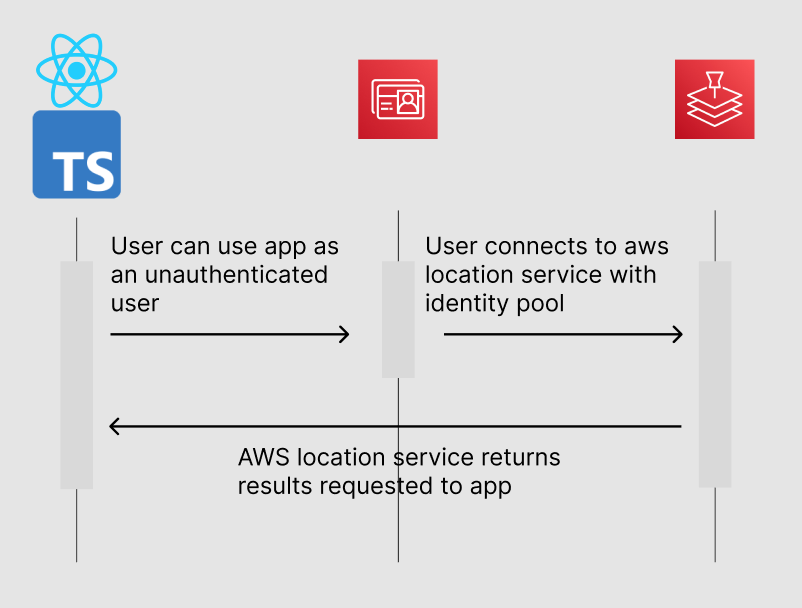 TS
User can use app as
an unauthenticated
user
User connects to aws
location service with
identity pool
AWS location service returns
results requested to app